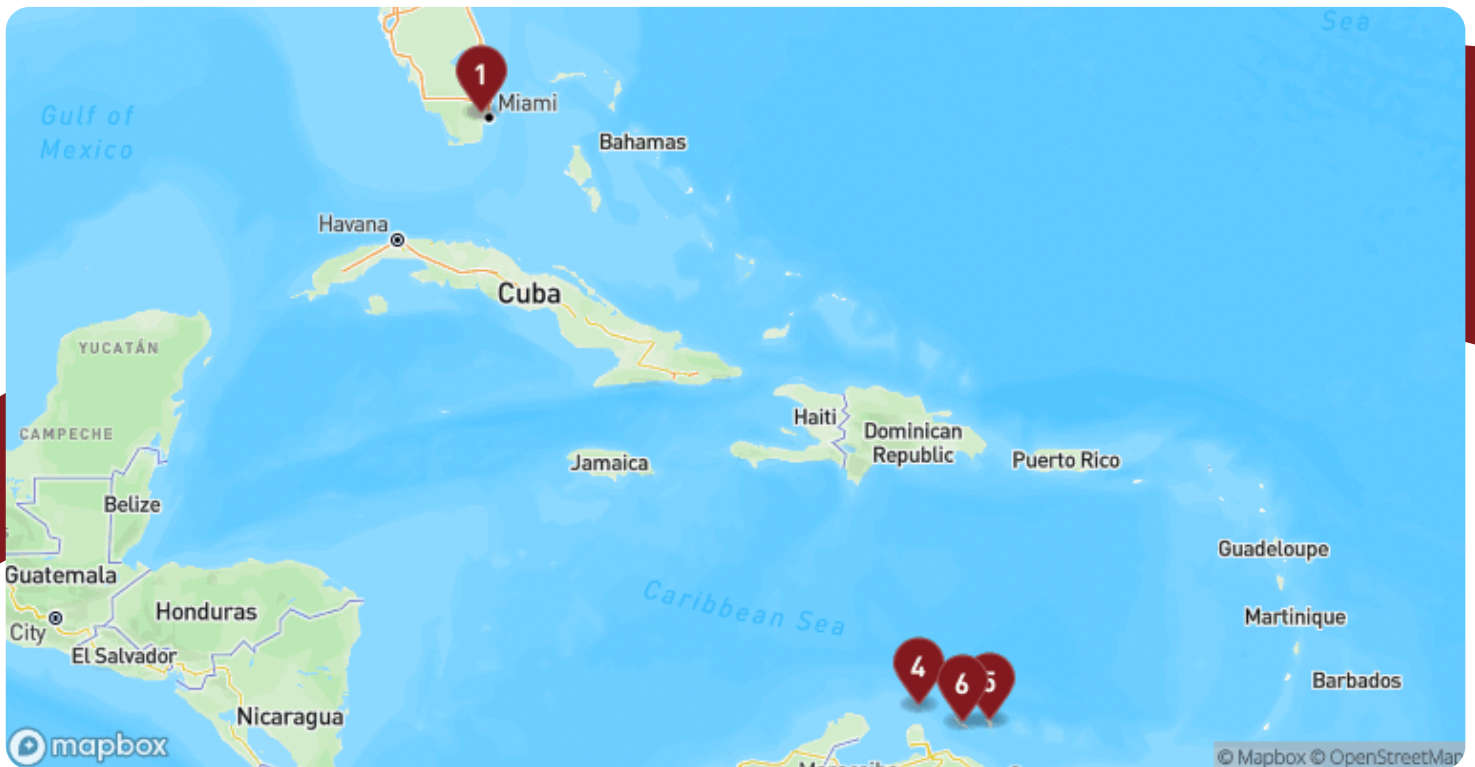 Sea
1
Miami
Gulf of
Mexico
Bahamas
Havana
Cuba
YUCATÁN
Haiti
Dominican
Republic
CAMPECHE
Jamaica
Puerto Rico
Belize
Guadeloupe
Guatemala
Caribbean Sea
Honduras
Martinique
City
El Salvador
4
6
5
Barbados
Nicaragua
mapbox
© Mapbox © OpenStreetMap